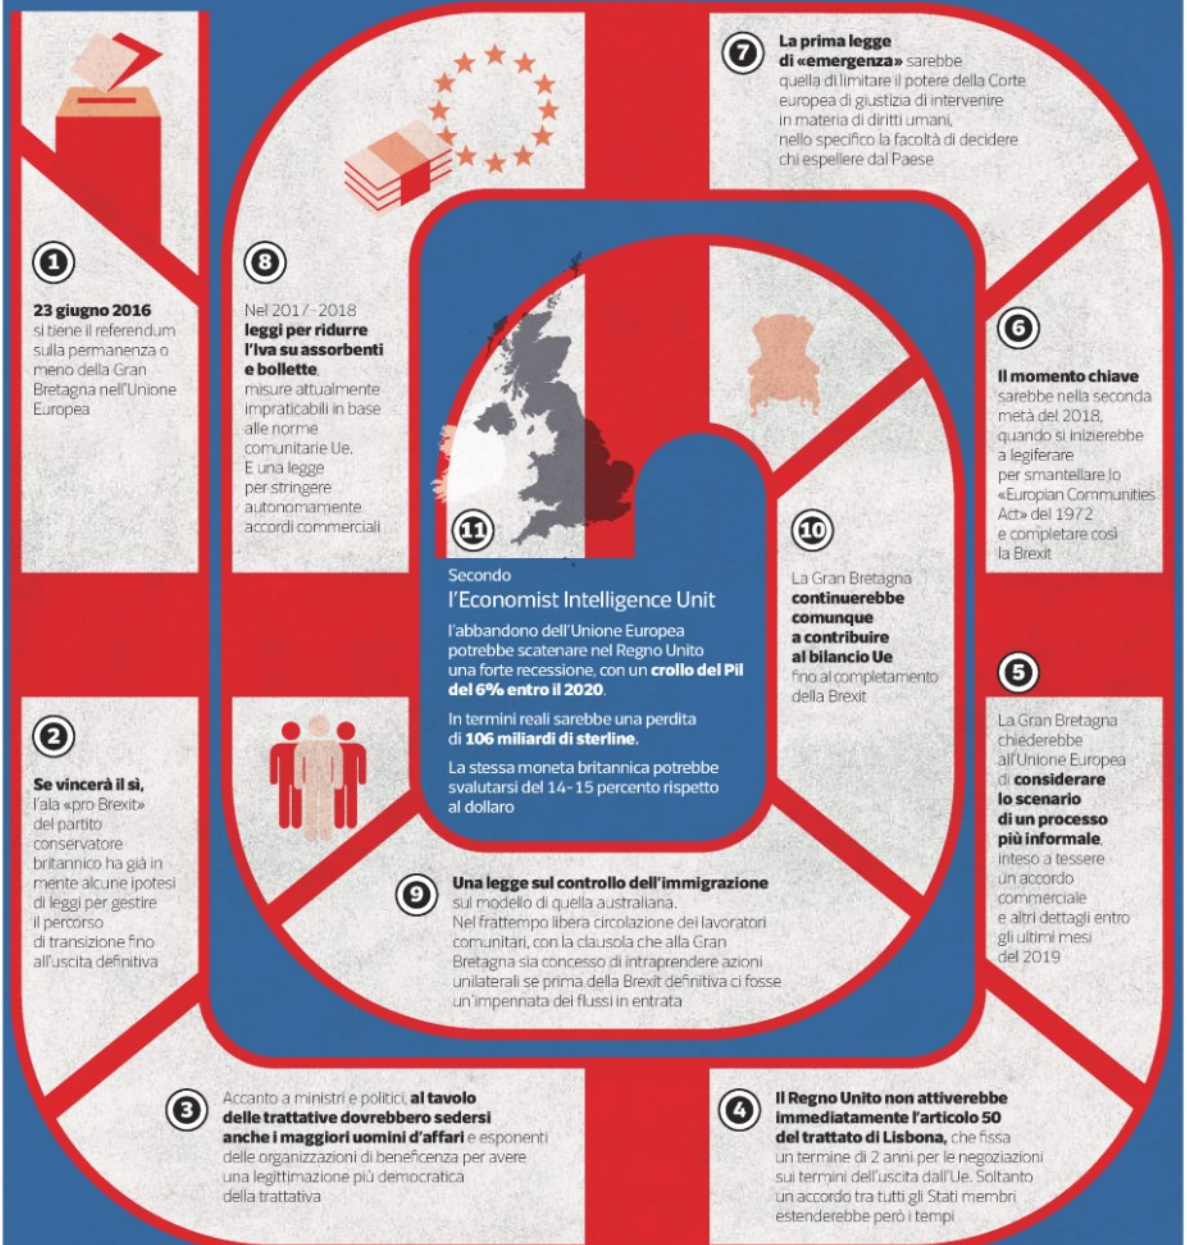 1
23 giugno 2016
si tiene il referendum
sulla permanenza o
meno della Gran
Bretagna nell'Unione
Europea
2
Se vincerà il sì,
l'ala «pro Brexit»
del partito
conservatore
britannico ha già in
mente alcune ipotesi
di leggi per gestire
il percorso
di transizione fino
all'uscita definitiva
3
Accanto a ministri e politici, al tavolo
delle trattative dovrebbero sedersi
anche i maggiori uomini d'affari e esponenti
delle organizzazioni di beneficenza per avere
una legittimazione più democratica
della trattativa
4
Il Regno Unito non attiverebbe
immediatamente l'articolo 50
del trattato di Lisbona, che fissa
un termine di 2 anni per le negoziazioni
sui termini dell'uscita dall'Ue. Soltanto
un accordo tra tutti gli Stati membri
estenderebbe però i tempi
5
La Gran Bretagna
chiederebbe
all'Unione Europea
di considerare
lo scenario
di un processo
più informale,
inteso a tessere
un accordo
commerciale
e altri dettagli entro
gli ultimi mesi
del 2019
6
Il momento chiave
sarebbe nella seconda
metà del 2018,
quando si inizierebbe
a legiferare
per smantellare lo
«Europian Communities
Act» del 1972
e completare così
la Brexit
7
La prima legge
di «emergenza» sarebbe
quella di limitare il potere della Corte
europea di giustizia di intervenire
in materia di diritti umani,
nello specifico la facoltà di decidere
chi espellere dal Paese
8
Nel 2017-2018
leggi per ridurre
l'Iva su assorbenti
e bollette,
misure attualmente
impraticabili in base
alle norme
comunitarie Ue.
E una legge
per stringere
autonomamente
accordi commerciali
9
Una legge sul controllo dell'immigrazione
sul modello di quella australiana.
Nel frattempo libera circolazione dei lavoratori
comunitari, con la clausola che alla Gran
Bretagna sia concesso di intraprendere azioni
unilaterali se prima della Brexit definitiva ci fosse
un'impennata dei flussi in entrata
10
La Gran Bretagna
continuerebbe
comunque
a contribuire
al bilancio Ue
fino al completamento
della Brexit
11
Secondo
l'Economist Intelligence Unit
l'abbandono dell'Unione Europea
potrebbe scatenare nel Regno Unito
una forte recessione, con un crollo del Pil
del 6% entro il 2020.
In termini reali sarebbe una perdita
di 106 miliardi di sterline.
La stessa moneta britannica potrebbe
svalutarsi del 14-15 percento rispetto
al dollaro